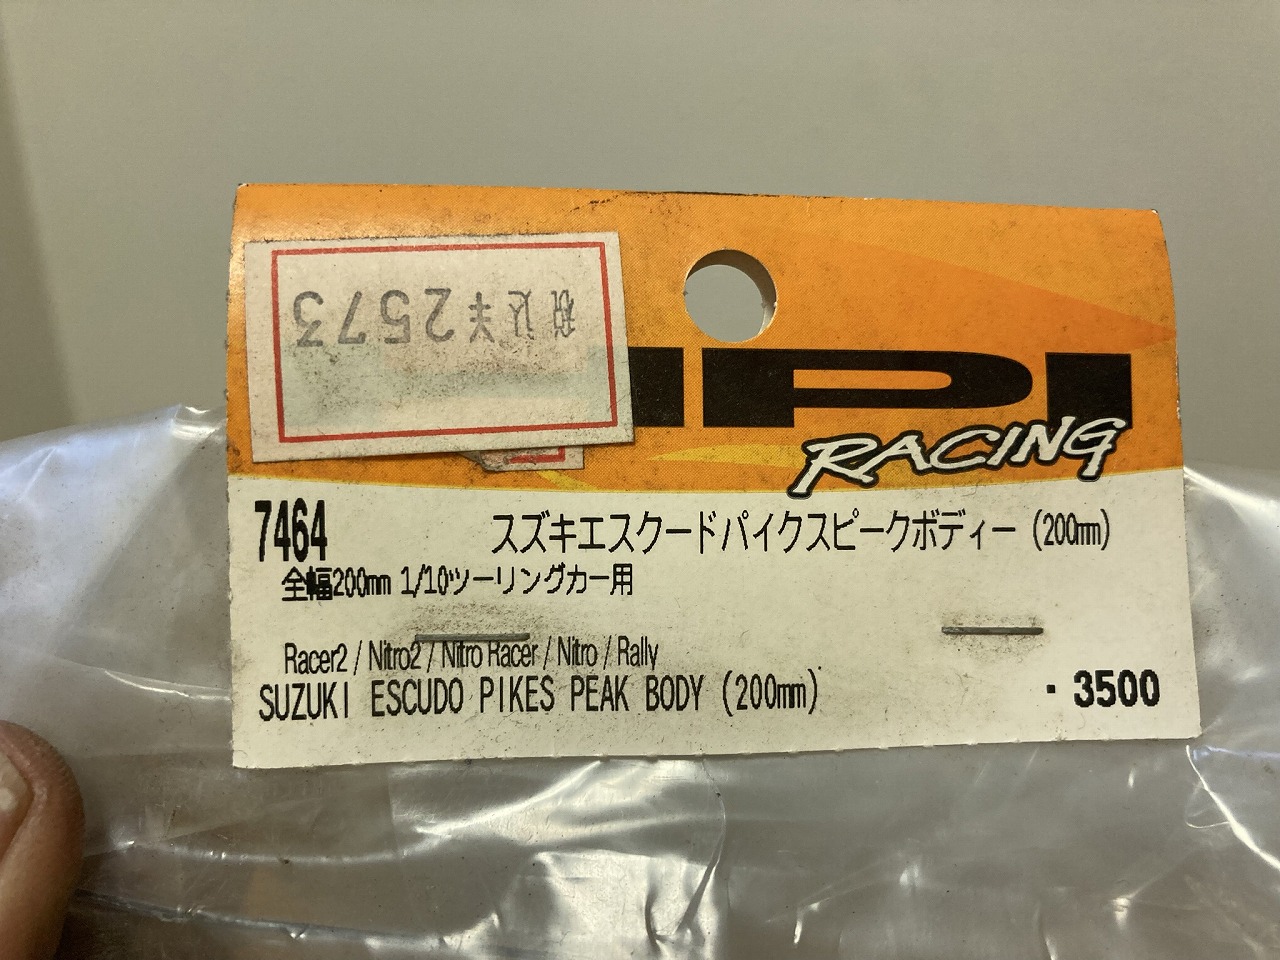 税込¥2573
HPI
RACING
7464
スズキエスクードパイクスピークボディー (200mm)
全幅200mm 1/10ツーリングカー用
Racer2 / Nitro2 / Nitro Racer / Nitro / Rally
SUZUKI ESCUDO PIKES PEAK BODY (200mm)
・3500